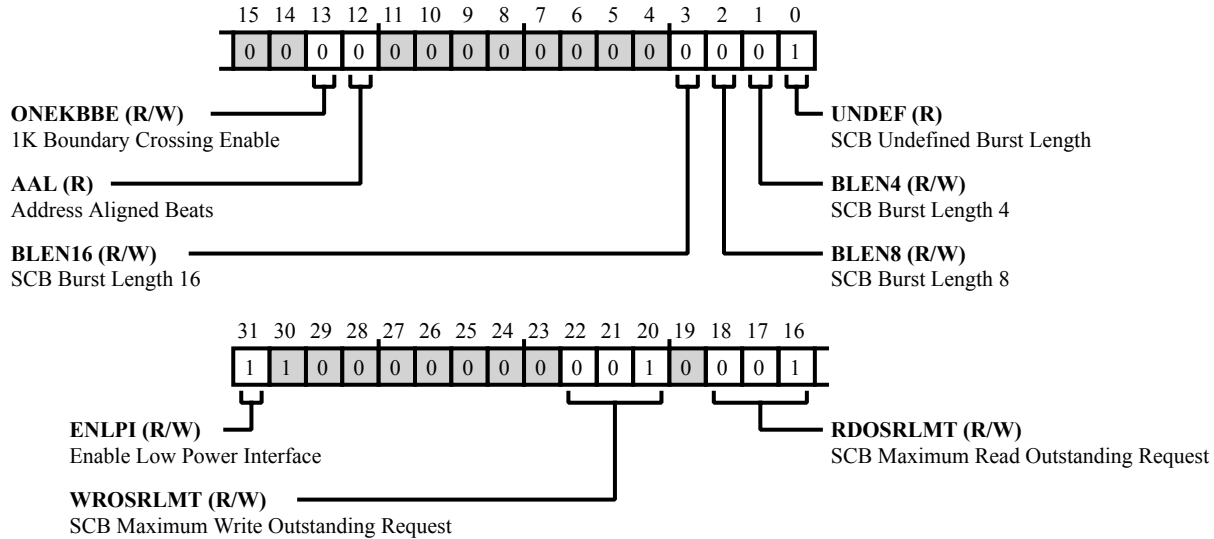 15 14 13 12 11 10 9 8 7 6 5 4 3 2 1 0
0 0 0 0 0 0 0 0 0 0 0 0 0 0 0 1
ONEKBBE (R/W)
1K Boundary Crossing Enable
AAL (R)
Address Aligned Beats
BLEN16 (R/W)
SCB Burst Length 16
UNDEF (R)
SCB Undefined Burst Length
BLEN4 (R/W)
SCB Burst Length 4
BLEN8 (R/W)
SCB Burst Length 8
31 30 29 28 27 26 25 24 23 22 21 20 19 18 17 16
1 1 0 0 0 0 0 0 0 0 0 1 0 0 0 1
ENLPI (R/W)
Enable Low Power Interface
WROSRLMT (R/W)
SCB Maximum Write Outstanding Request
RDOSRLMT (R/W)
SCB Maximum Read Outstanding Request